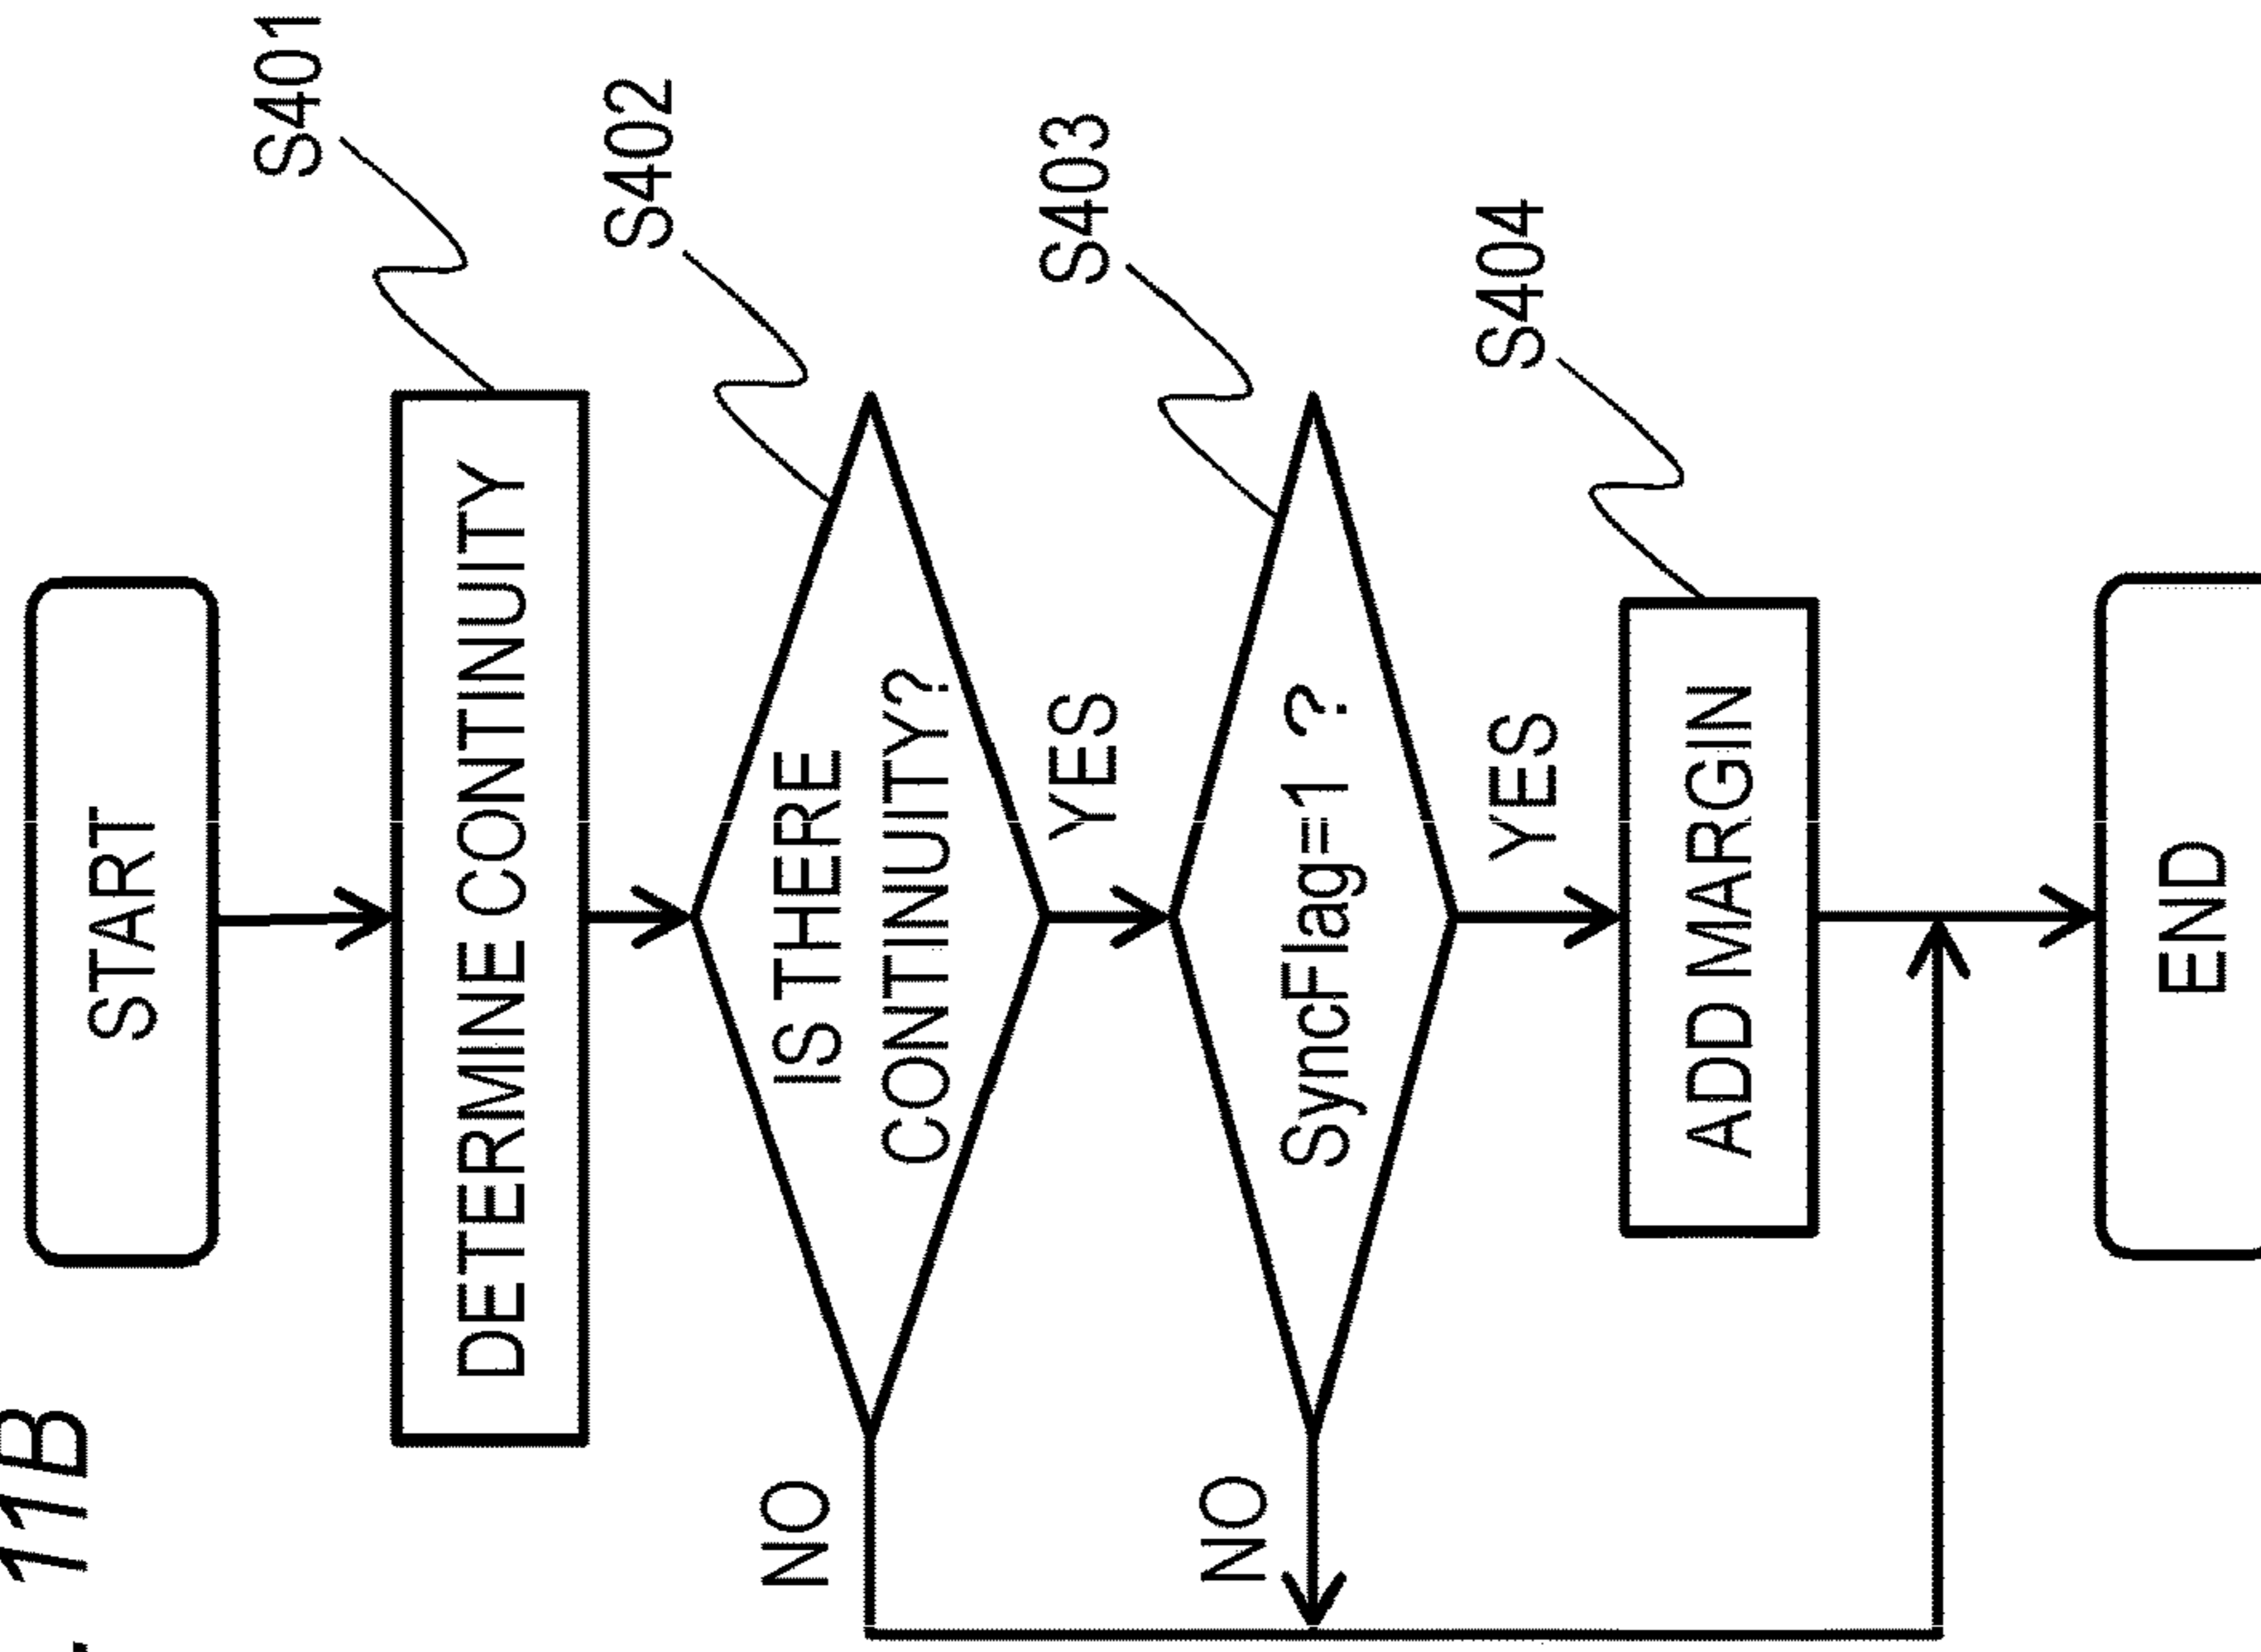 11B
START
DETERMINE CONTINUITY
S401
IS THERE
CONTINUITY?
S402
NO
YES
SyncFlag=1 ?
S403
NO
YES
ADD MARGIN
S404
END